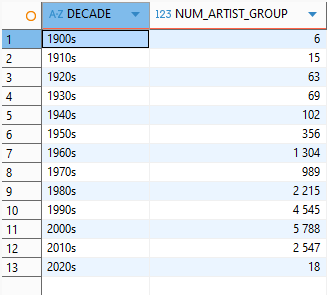 A-Z DECADE 123 NUM_ARTIST_GROUP
1 1900s 6
2 1910s 15
3 1920s 63
4 1930s 69
5 1940s 102
6 1950s 356
7 1960s 1 304
8 1970s 989
9 1980s 2 215
10 1990s 4 545
11 2000s 5 788
12 2010s 2 547
13 2020s 18